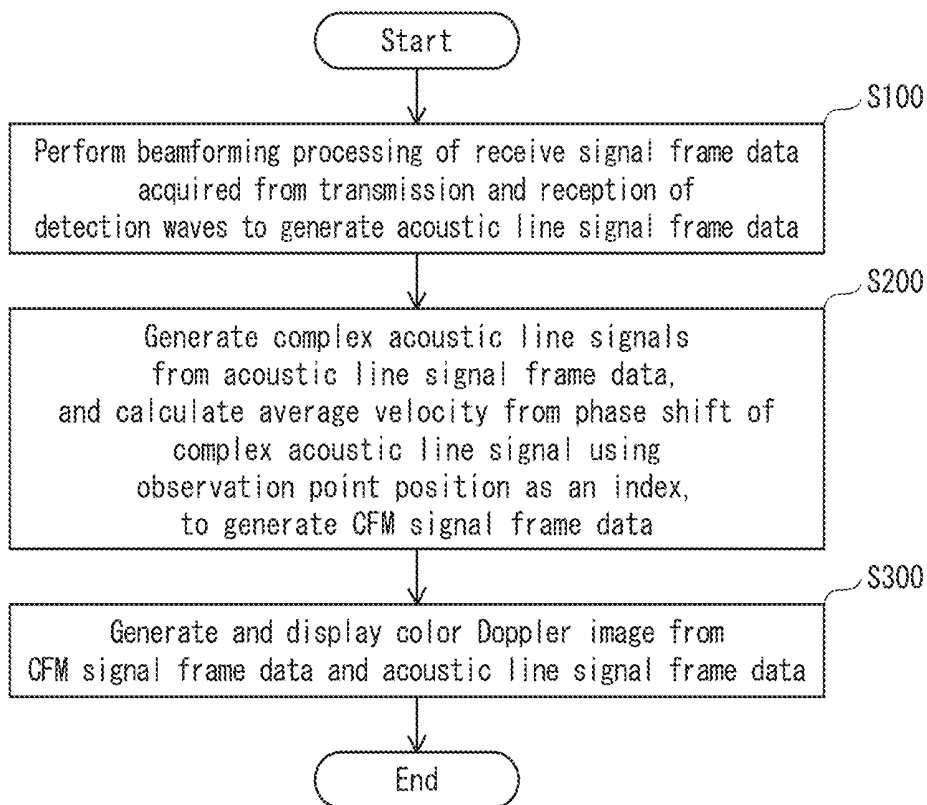 Start
S100
Perform beamforming processing of receive signal frame data
acquired from transmission and reception of
detection waves to generate acoustic line signal frame data
S200
Generate complex acoustic line signals
from acoustic line signal frame data,
and calculate average velocity from phase shift of
complex acoustic line signal using
observation point position as an index,
to generate CFM signal frame data
S300
Generate and display color Doppler image from
CFM signal frame data and acoustic line signal frame data
End